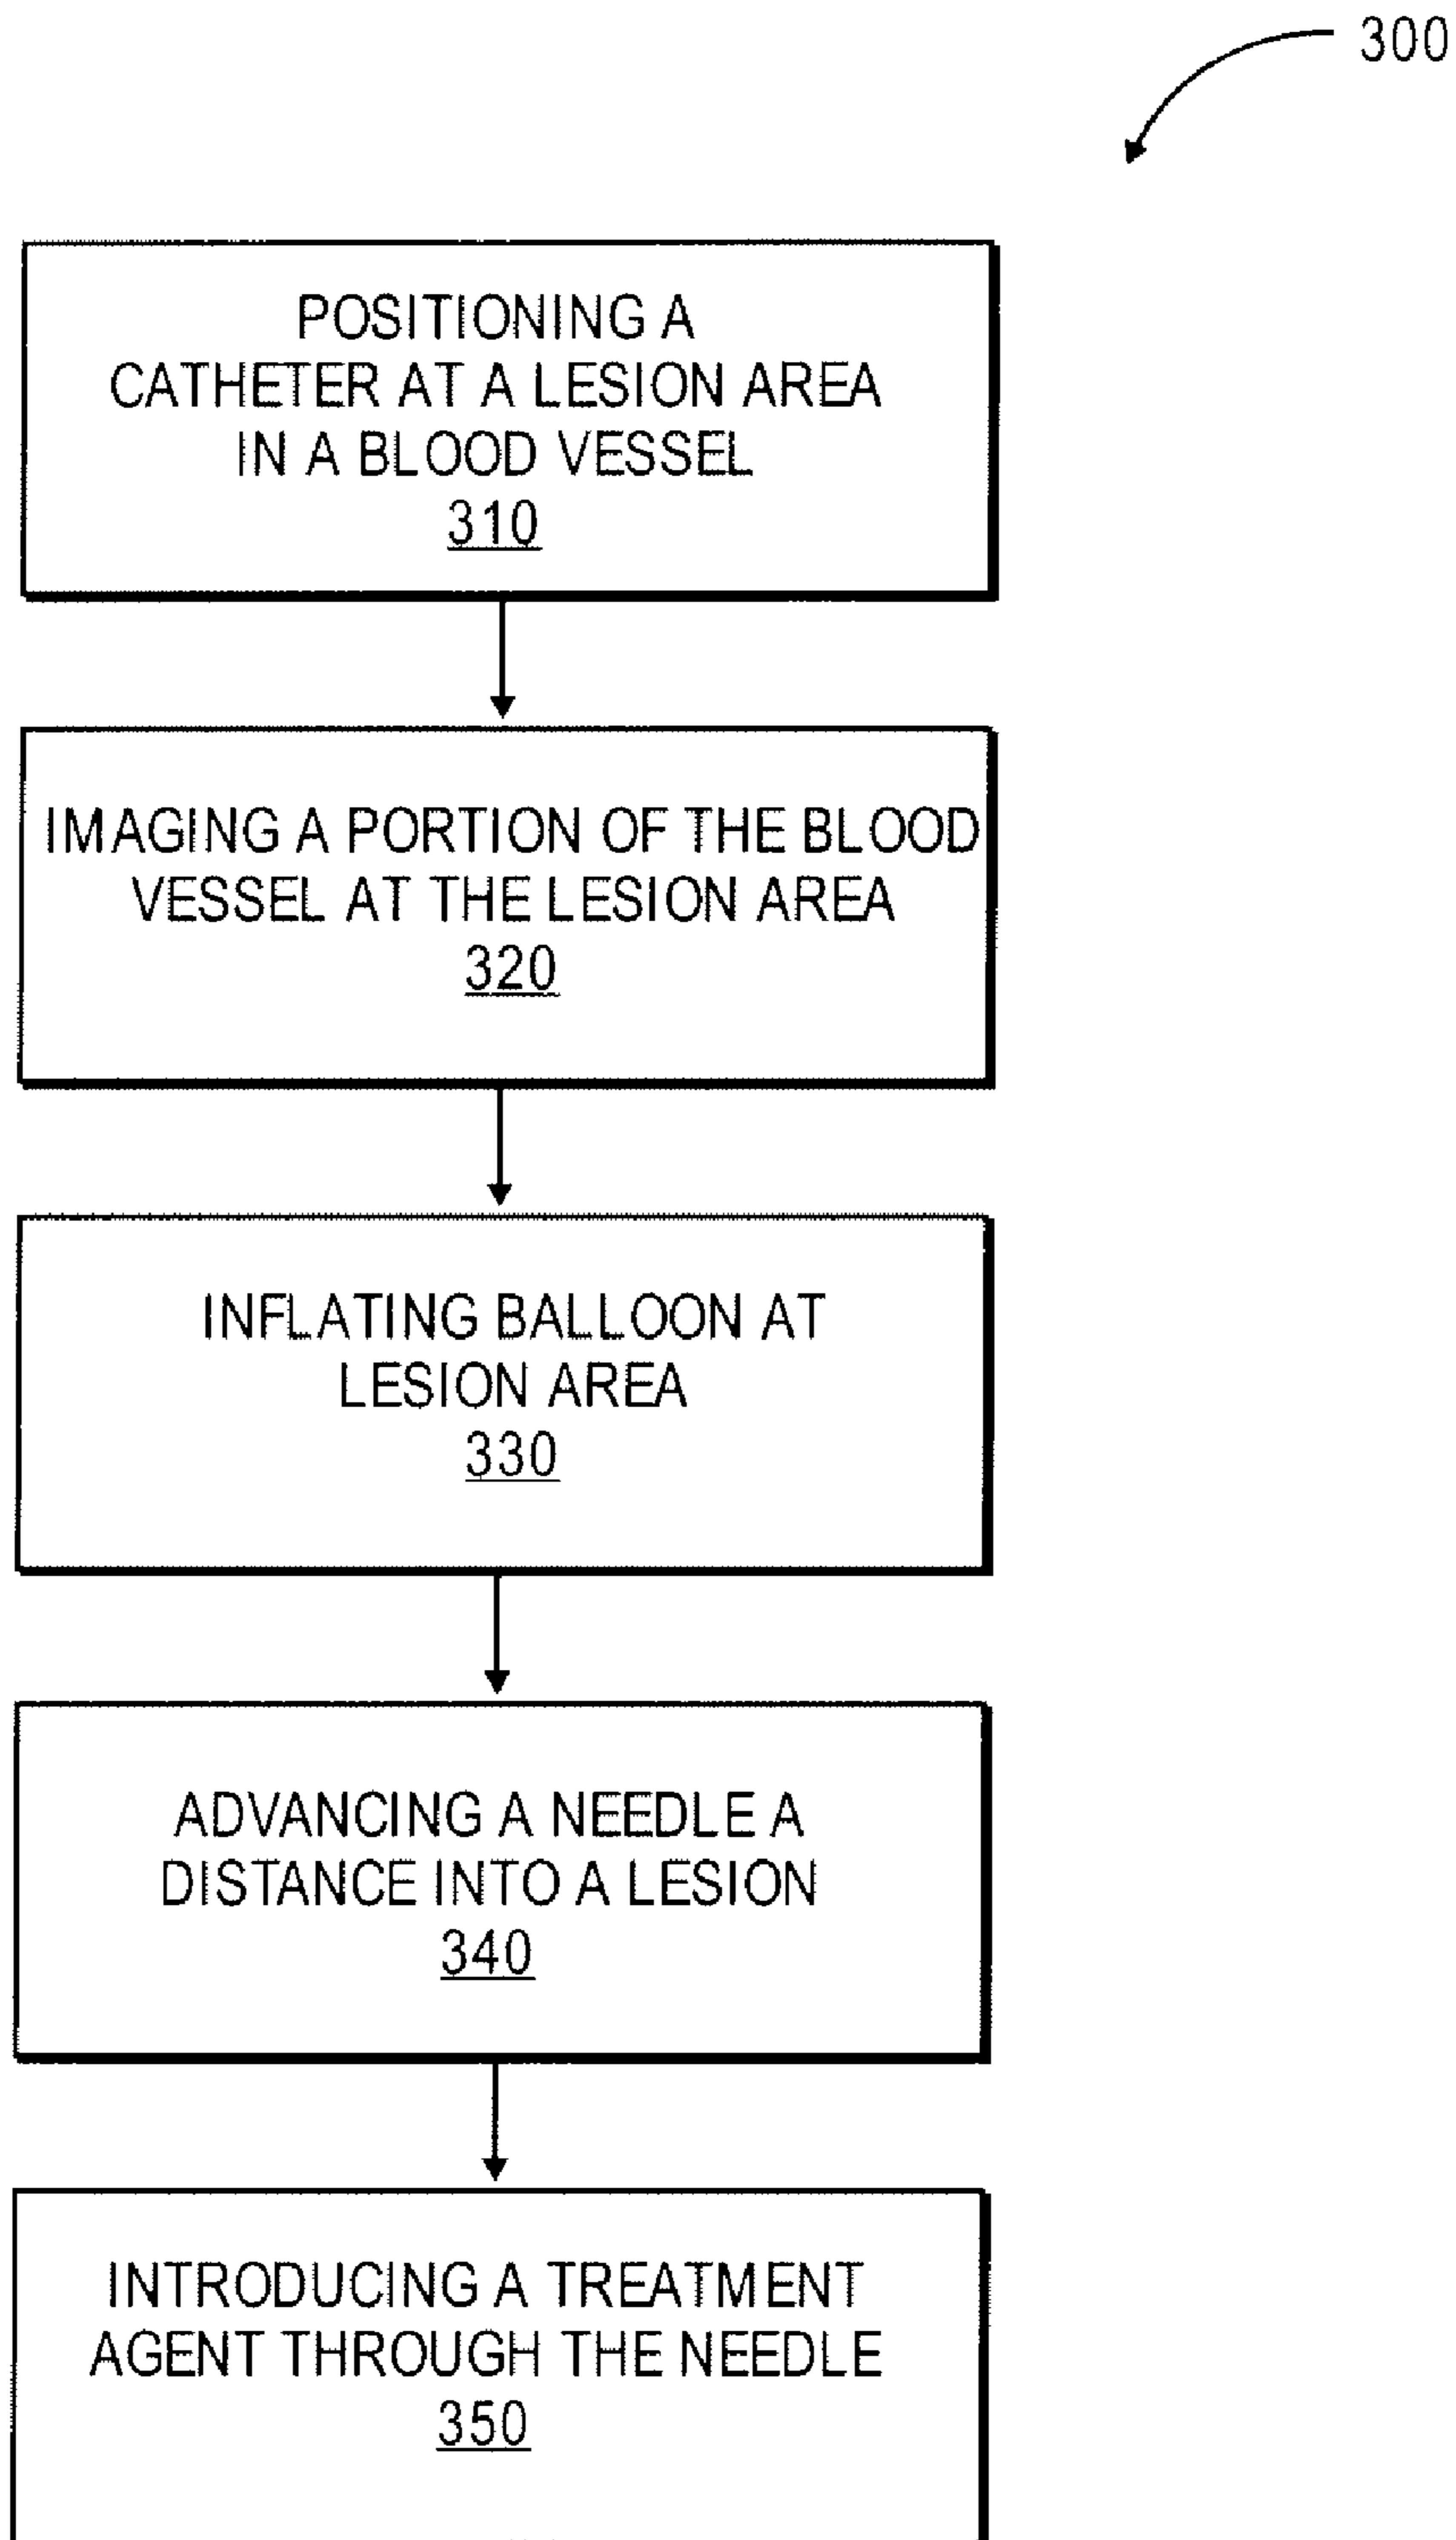 300
POSITIONING A
CATHETER AT A LESION AREA
IN A BLOOD VESSEL
310
IMAGING A PORTION OF THE BLOOD
VESSEL AT THE LESION AREA
320
INFLATING BALLOON AT
LESION AREA
330
ADVANCING A NEEDLE A
DISTANCE INTO A LESION
340
INTRODUCING A TREATMENT
AGENT THROUGH THE NEEDLE
350